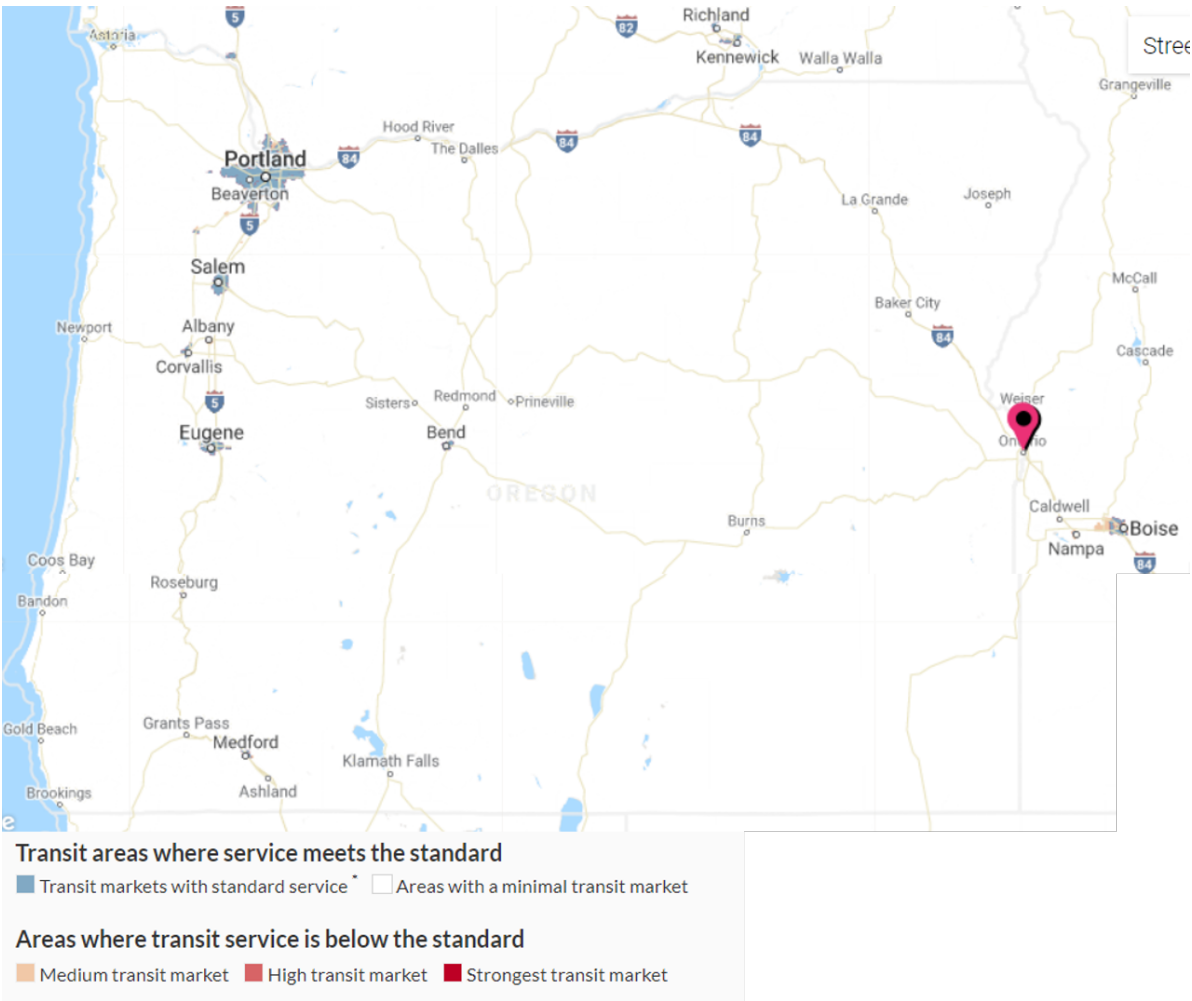 5
82
Richland
Astoria
Stree
Kennewick
Walla Walla
Grangeville
Hood River
84
84
The Dalles
84
Portland
Beaverton
La Grande
Joseph
5
Salem
McCall
Baker City
Newport
Albany
84
Cascade
Corvallis
Sisters
Redmond
Prineville
Weiser
5
Eugene
Bend
Ontario
OREGON
Caldwell
Burns
Boise
Nampa
Coos Bay
84
Roseburg
Bandon
Gold Beach
Grants Pass
Medford
Klamath Falls
Ashland
Brookings
e
Transit areas where service meets the standard
Transit markets with standard service * Areas with a minimal transit market
Areas where transit service is below the standard
Medium transit market High transit market Strongest transit market